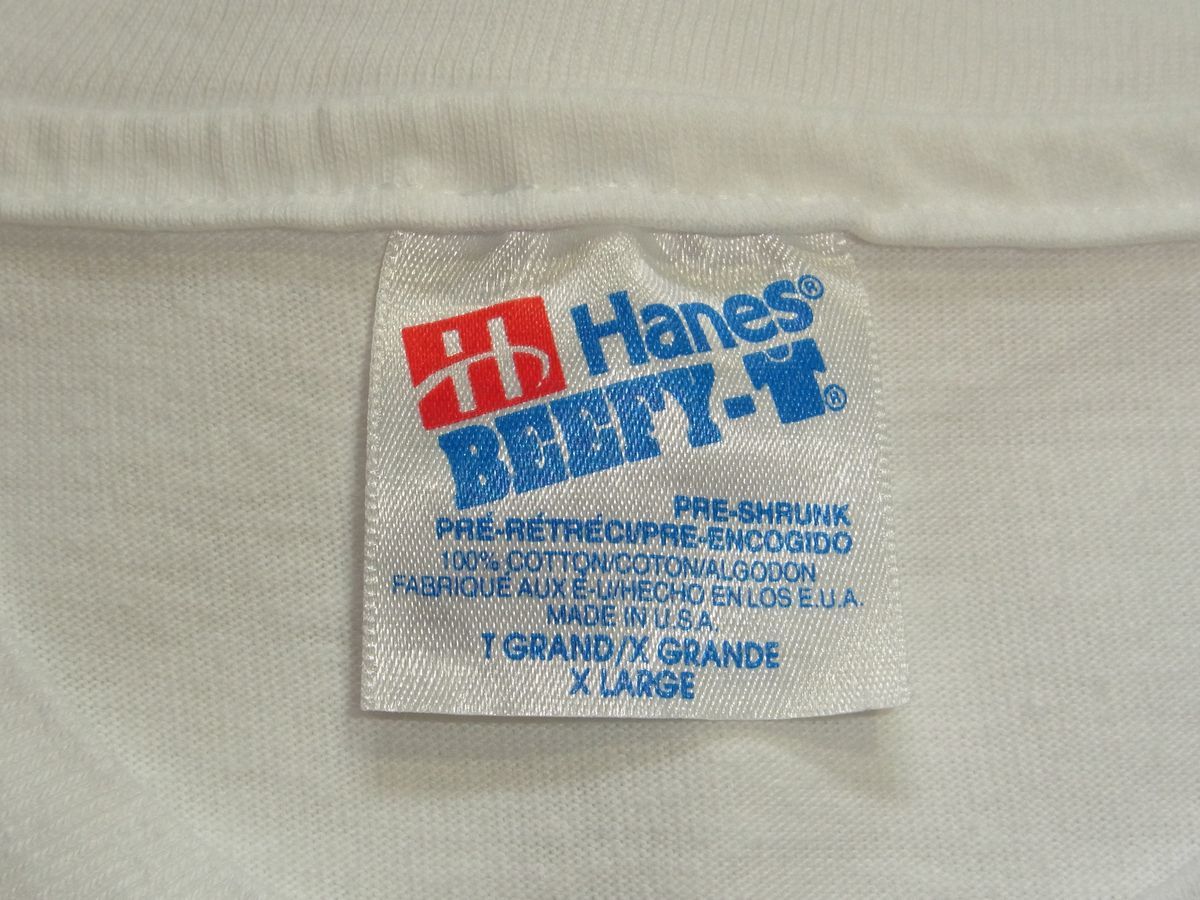 Hanes®
BEEFY-T®
PRE-SHRUNK
PRÉ-RÉTRÉCI/PRE-ENCOGIDO
100% COTTON/COTON/ALGODON
FABRIQUÉ AUX É-U/HECHO EN LOS E.U.A.
MADE IN U.S.A.
T GRAND/X GRANDE
X LARGE